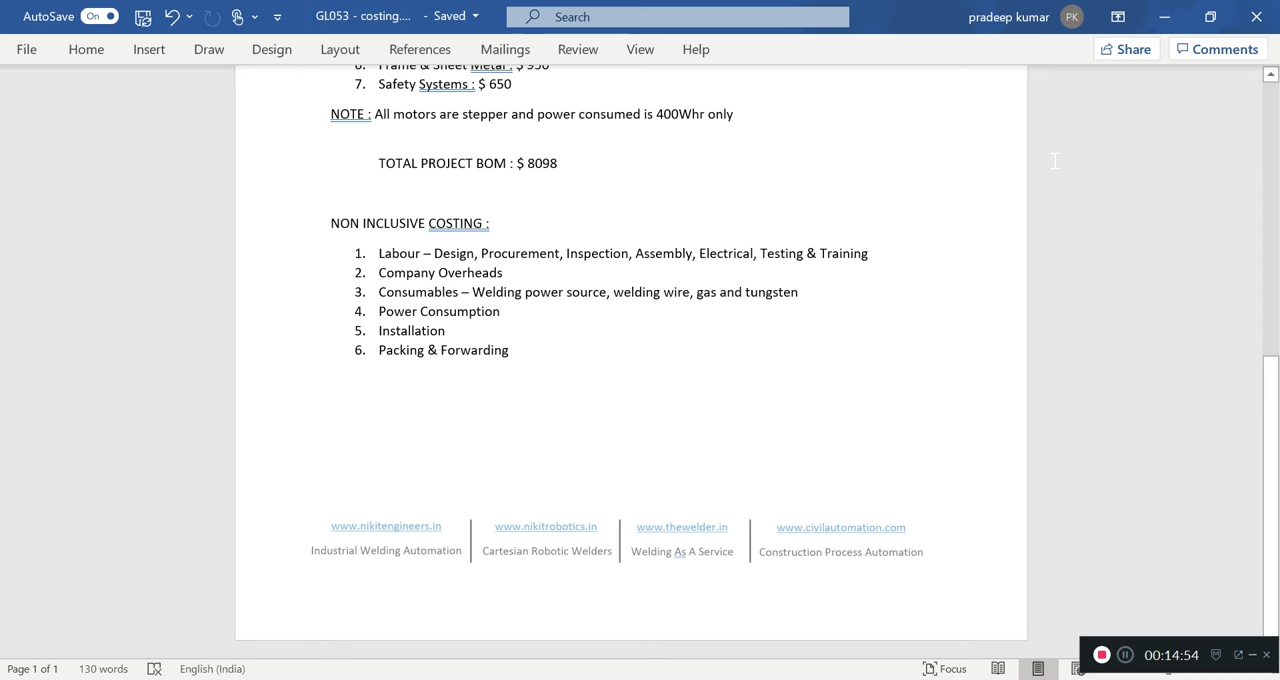 AutoSave On GL053 - costing.... - Saved Search pradeep kumar PK
File Home Insert Draw Design Layout References Mailings Review View Help Share Comments
6. Frame & Sheet Metal : $ 950
7. Safety Systems : $ 650
NOTE : All motors are stepper and power consumed is 400Whr only
TOTAL PROJECT BOM : $ 8098
NON INCLUSIVE COSTING :
1. Labour – Design, Procurement, Inspection, Assembly, Electrical, Testing & Training
2. Company Overheads
3. Consumables – Welding power source, welding wire, gas and tungsten
4. Power Consumption
5. Installation
6. Packing & Forwarding
www.nikitengineers.in www.nikitrobotics.in www.thewelder.in www.civilautomation.com
Industrial Welding Automation Cartesian Robotic Welders Welding As A Service Construction Process Automation
00:14:54
Page 1 of 1 130 words English (India) Focus